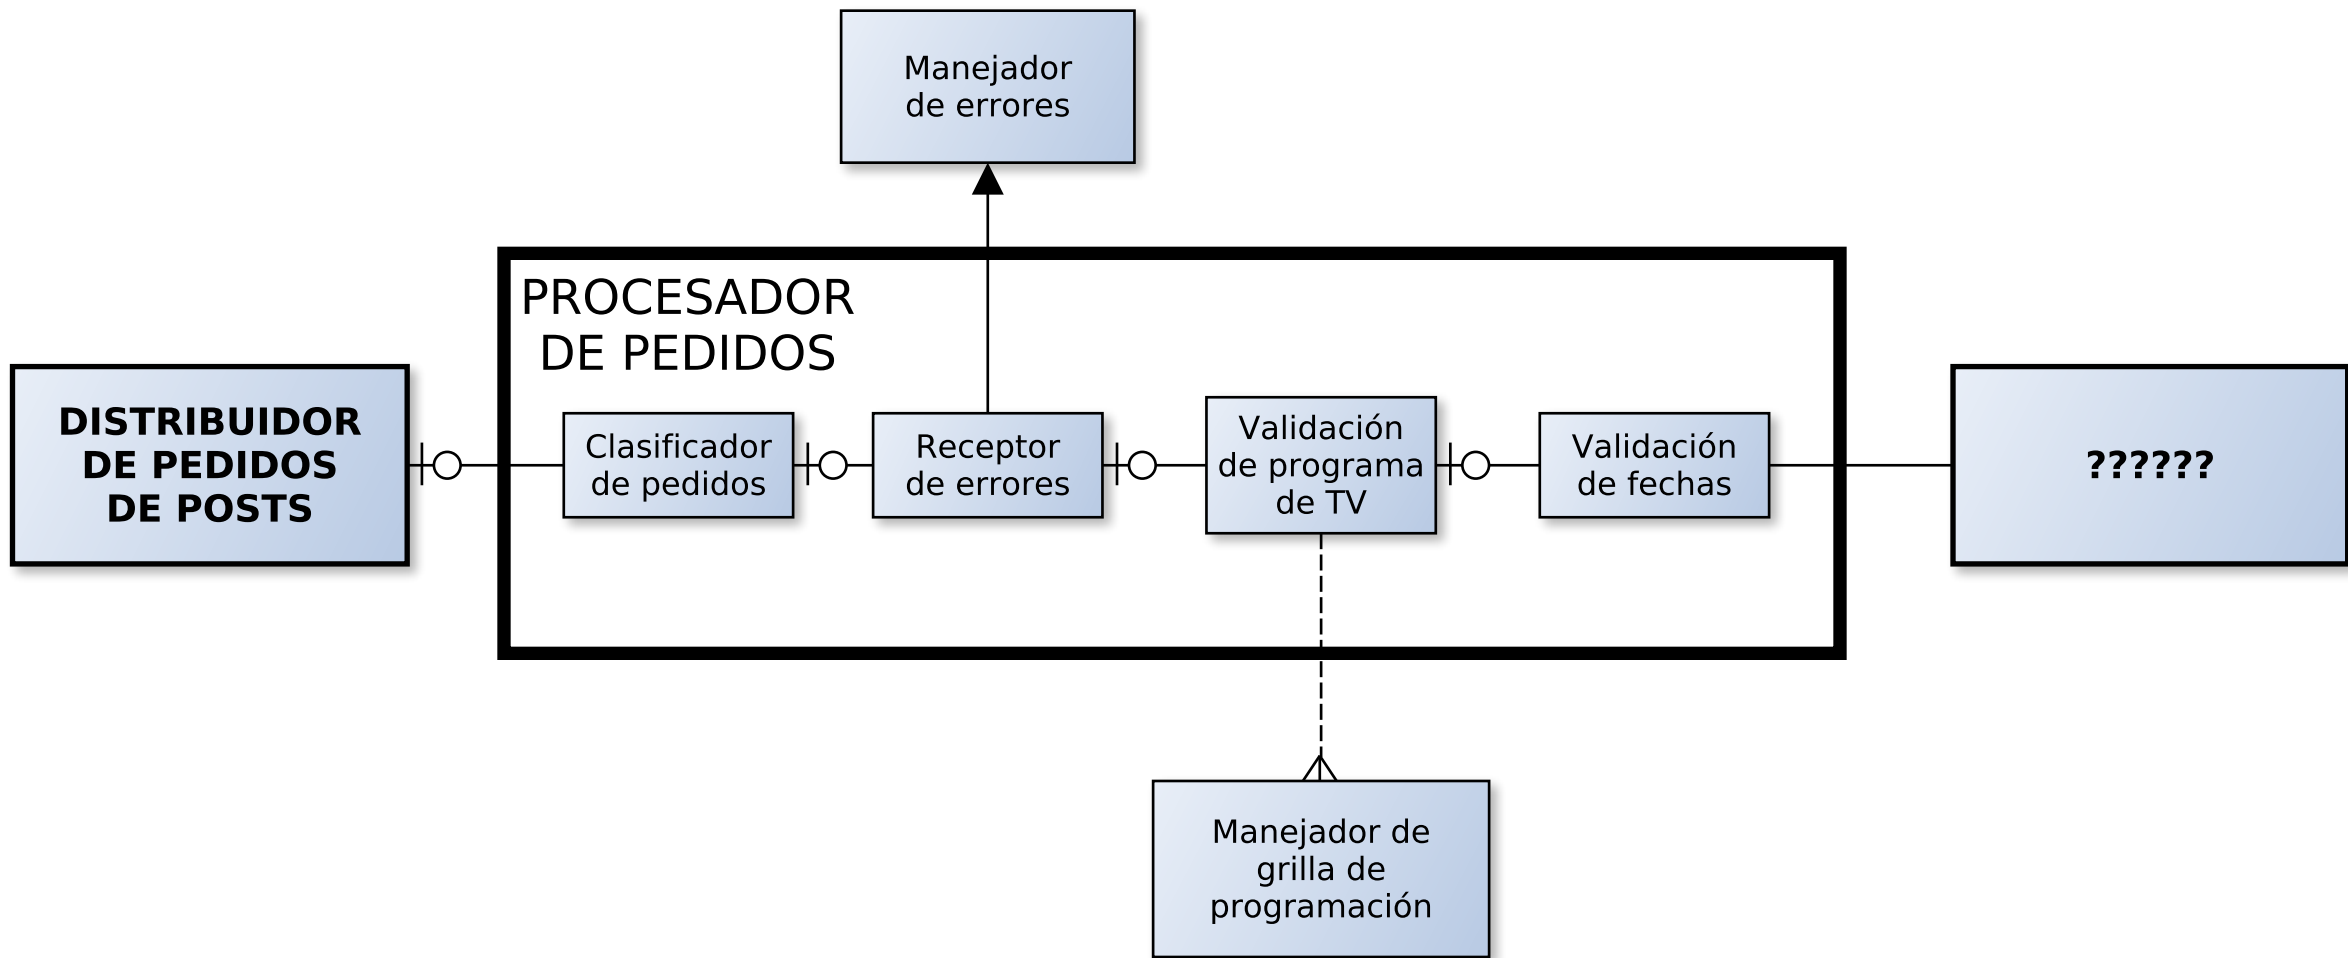 Manejador
de errores
PROCESADOR
DE PEDIDOS
DISTRIBUIDOR
DE PEDIDOS
DE POSTS
Clasificador
de pedidos
Receptor
de errores
Validación
de programa
de TV
Validación
de fechas
??????
Manejador de
grilla de
programación